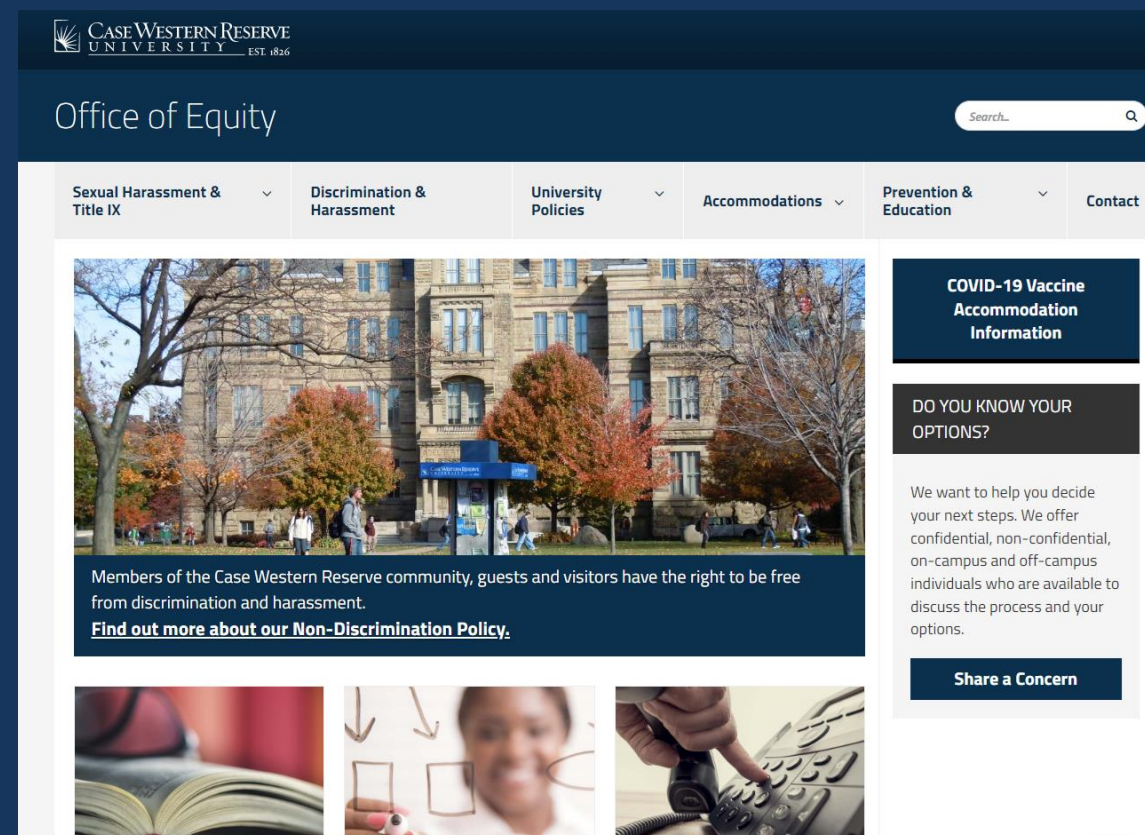 CASE WESTERN RESERVE
UNIVERSITY EST. 1826
Office of Equity
Search...
Sexual Harassment &
Title IX
Discrimination &
Harassment
University
Policies
Accommodations
Prevention &
Education
Contact
CASE WESTERN RESERVE
UNIVERSITY
Members of the Case Western Reserve community, guests and visitors have the right to be free
from discrimination and harassment.
Find out more about our Non-Discrimination Policy.
COVID-19 Vaccine
Accommodation
Information
DO YOU KNOW YOUR
OPTIONS?
We want to help you decide
your next steps. We offer
confidential, non-confidential,
on-campus and off-campus
individuals who are available to
discuss the process and your
options.
Share a Concern